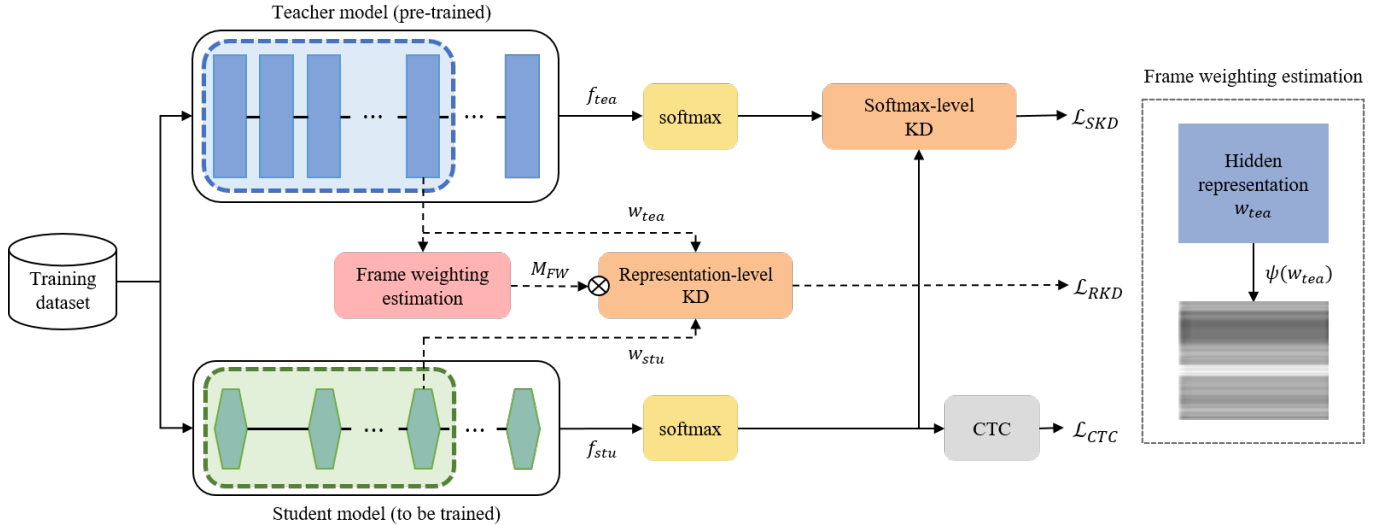 Teacher model (pre-trained)
f_tea
softmax
Softmax-level
KD
ℒ_SKD
Frame weighting estimation
Hidden
representation
w_tea
ψ(w_tea)
w_tea
Training
dataset
Frame weighting
estimation
M_FW
Representation-level
KD
ℒ_RKD
w_stu
f_stu
softmax
CTC
ℒ_CTC
Student model (to be trained)